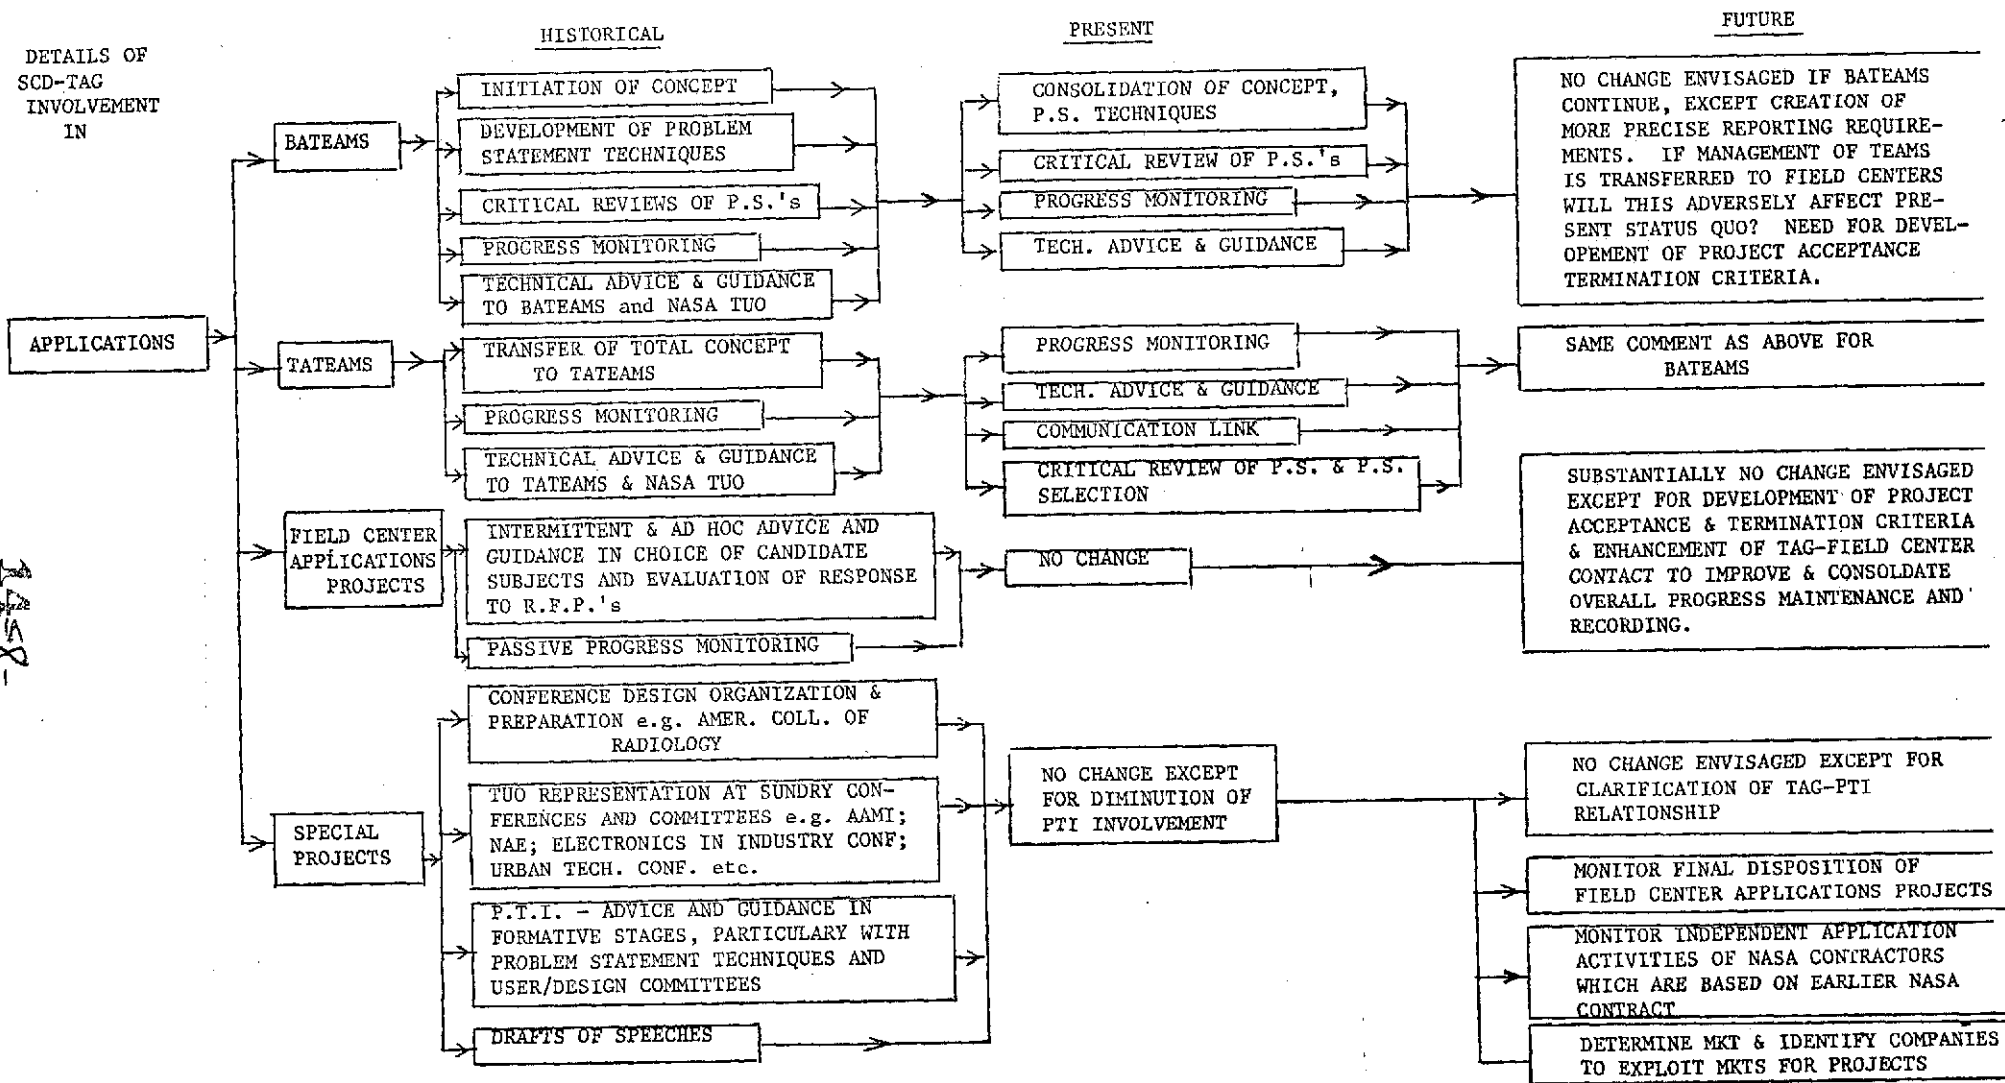 DETAILS OF
SCD-TAG
INVOLVEMENT
IN
HISTORICAL
PRESENT
FUTURE
APPLICATIONS
BATEAMS
INITIATION OF CONCEPT
DEVELOPMENT OF PROBLEM
STATEMENT TECHNIQUES
CRITICAL REVIEWS OF P.S.'s
PROGRESS MONITORING
TECHNICAL ADVICE & GUIDANCE
TO BATEAMS and NASA TUO
CONSOLIDATION OF CONCEPT,
P.S. TECHNIQUES
CRITICAL REVIEW OF P.S.'s
PROGRESS MONITORING
TECH. ADVICE & GUIDANCE
NO CHANGE ENVISAGED IF BATEAMS
CONTINUE, EXCEPT CREATION OF
MORE PRECISE REPORTING REQUIRE-
MENTS. IF MANAGEMENT OF TEAMS
IS TRANSFERRED TO FIELD CENTERS
WILL THIS ADVERSELY AFFECT PRE-
SENT STATUS QUO? NEED FOR DEVEL-
OPEMENT OF PROJECT ACCEPTANCE
TERMINATION CRITERIA.
TATEAMS
TRANSFER OF TOTAL CONCEPT
TO TATEAMS
PROGRESS MONITORING
TECHNICAL ADVICE & GUIDANCE
TO TATEAMS & NASA TUO
PROGRESS MONITORING
TECH. ADVICE & GUIDANCE
COMMUNICATION LINK
CRITICAL REVIEW OF P.S. & P.S.
SELECTION
SAME COMMENT AS ABOVE FOR
BATEAMS
FIELD CENTER
APPLICATIONS
PROJECTS
INTERMITTENT & AD HOC ADVICE AND
GUIDANCE IN CHOICE OF CANDIDATE
SUBJECTS AND EVALUATION OF RESPONSE
TO R.F.P.'s
PASSIVE PROGRESS MONITORING
NO CHANGE
SUBSTANTIALLY NO CHANGE ENVISAGED
EXCEPT FOR DEVELOPMENT OF PROJECT
ACCEPTANCE & TERMINATION CRITERIA
& ENHANCEMENT OF TAG-FIELD CENTER
CONTACT TO IMPROVE & CONSOLDATE
OVERALL PROGRESS MAINTENANCE AND
RECORDING.
SPECIAL
PROJECTS
CONFERENCE DESIGN ORGANIZATION &
PREPARATION e.g. AMER. COLL. OF
RADIOLOGY
TUO REPRESENTATION AT SUNDRY CON-
FERENCES AND COMMITTEES e.g. AAMI;
NAE; ELECTRONICS IN INDUSTRY CONF;
URBAN TECH. CONF. etc.
P.T.I. - ADVICE AND GUIDANCE IN
FORMATIVE STAGES, PARTICULARY WITH
PROBLEM STATEMENT TECHNIQUES AND
USER/DESIGN COMMITTEES
DRAFTS OF SPEECHES
NO CHANGE EXCEPT
FOR DIMINUTION OF
PTI INVOLVEMENT
NO CHANGE ENVISAGED EXCEPT FOR
CLARIFICATION OF TAG-PTI
RELATIONSHIP
MONITOR FINAL DISPOSITION OF
FIELD CENTER APPLICATIONS PROJECTS
MONITOR INDEPENDENT APPLICATION
ACTIVITIES OF NASA CONTRACTORS
WHICH ARE BASED ON EARLIER NASA
CONTRACT
DETERMINE MKT & IDENTIFY COMPANIES
TO EXPLOIT MKTS FOR PROJECTS